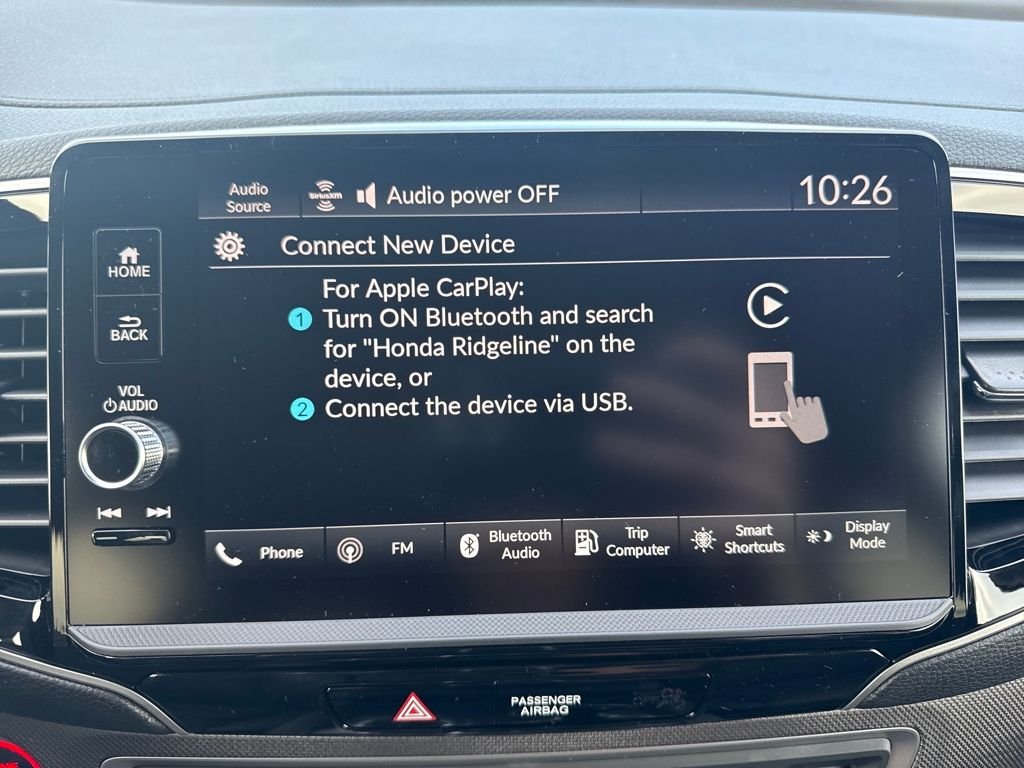 Audio
Source
SiriusXM
Audio power OFF
10:26
Connect New Device
HOME
BACK
For Apple CarPlay:
1 Turn ON Bluetooth and search
for "Honda Ridgeline" on the
device, or
2 Connect the device via USB.
VOL
AUDIO
Phone
FM
Bluetooth
Audio
Trip
Computer
Smart
Shortcuts
Display
Mode
PASSENGER
AIRBAG